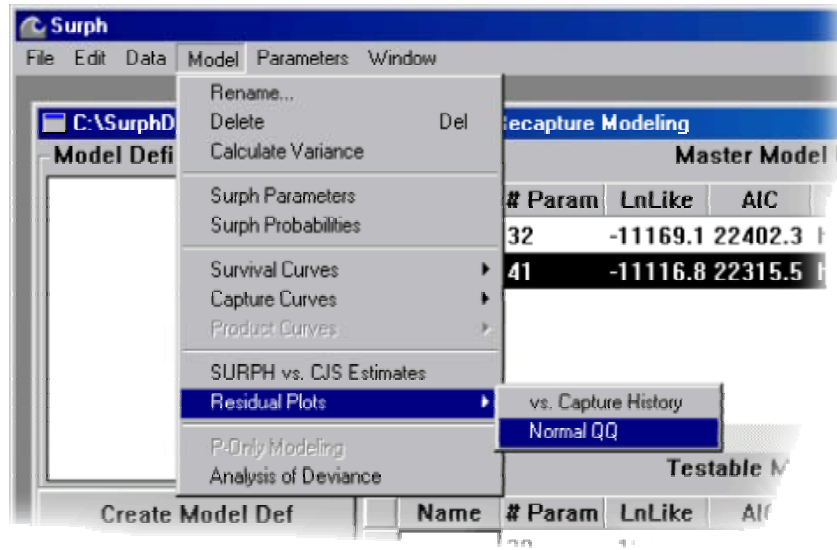 Surph
File Edit Data Model Parameters Window
Rename...
Delete Del
Calculate Variance
Surph Parameters
Surph Probabilities
Survival Curves
Capture Curves
Product Curves
SURPH vs. CJS Estimates
Residual Plots
P-Only Modeling
Analysis of Deviance
vs. Capture History
Normal QQ
C:\SurphD
ecapture Modeling
Model Defi
Master Model
# Param LnLike AIC
32 -11169.1 22402.3
41 -11116.8 22315.5
Testable M
Create Model Def
Name # Param LnLike AI